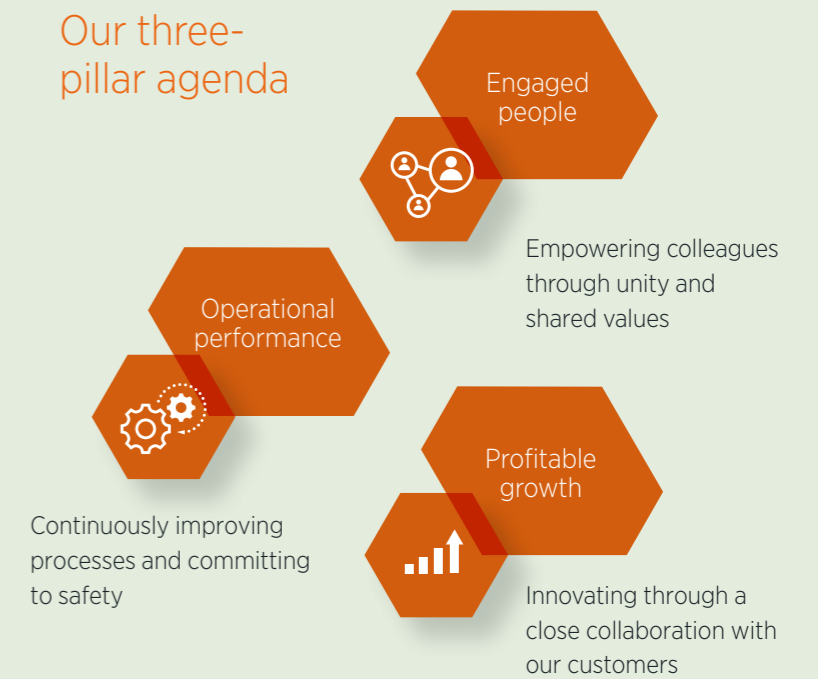 Our three-
pillar agenda
Engaged
people
Empowering colleagues
through unity and
shared values
Operational
performance
Continuously improving
processes and committing
to safety
Profitable
growth
Innovating through a
close collaboration with
our customers